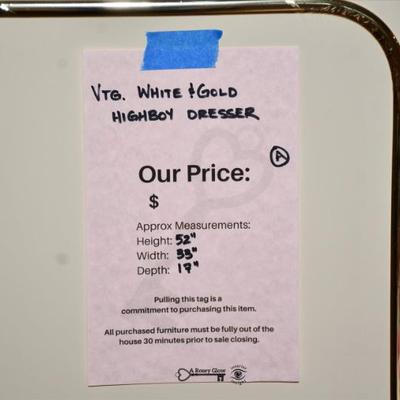 VTG. WHITE & GOLD
HIGHBOY DRESSER
A
Our Price:
$
Approx Measurements:
Height: 52"
Width: 33"
Depth: 17"
Pulling this tag is a
commitment to purchasing this item.
All purchased furniture must be fully out of the
house 30 minutes prior to sale closing.
A Rosey Glow